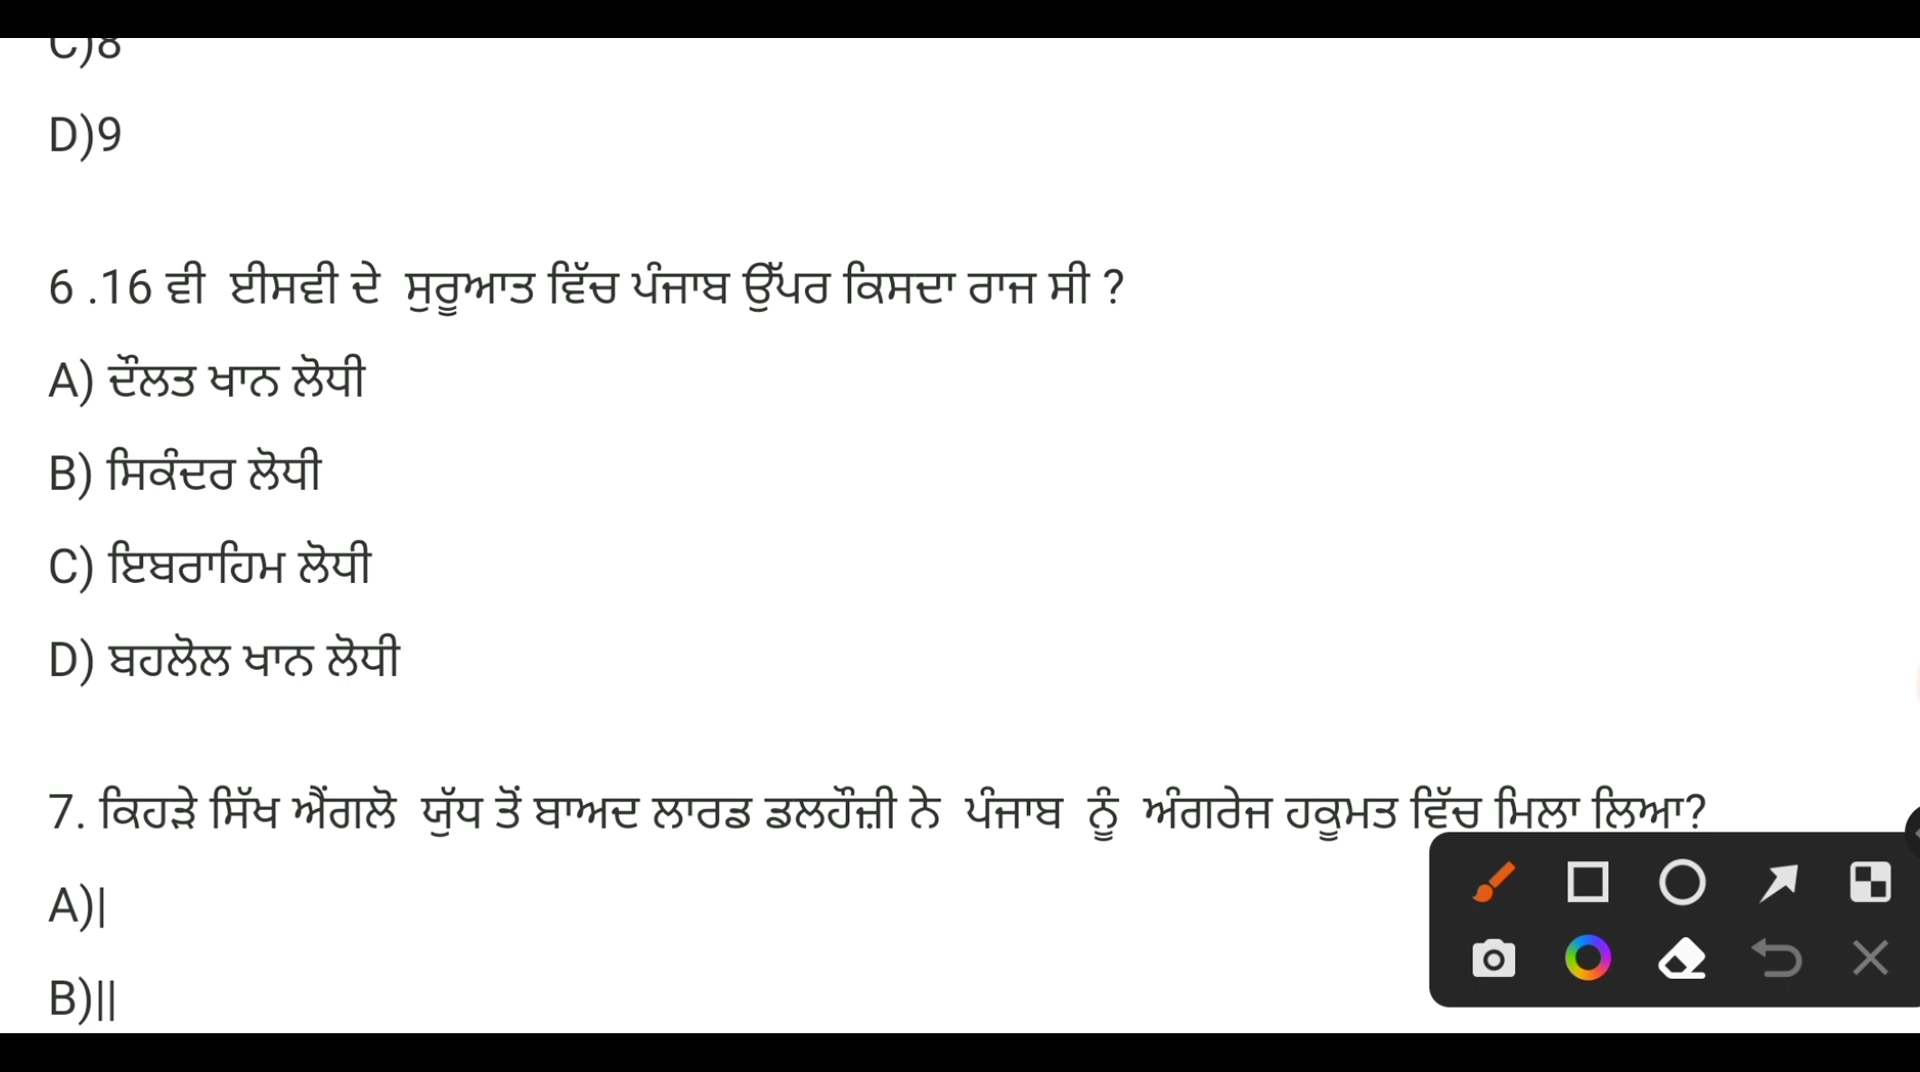 C)8
D)9
6 .16 ਵੀ ਈਸਵੀ ਦੇ ਸੁਰੂਆਤ ਵਿੱਚ ਪੰਜਾਬ ਉੱਪਰ ਕਿਸਦਾ ਰਾਜ ਸੀ ?
A) ਦੌਲਤ ਖਾਨ ਲੋਧੀ
B) ਸਿਕੰਦਰ ਲੋਧੀ
C) ਇਬਰਾਹਿਮ ਲੋਧੀ
D) ਬਹਲੋਲ ਖਾਨ ਲੋਧੀ
7. ਕਿਹੜੇ ਸਿੱਖ ਐਂਗਲੋ ਯੁੱਧ ਤੋਂ ਬਾਅਦ ਲਾਰਡ ਡਲਹੌਜ਼ੀ ਨੇ ਪੰਜਾਬ ਨੂੰ ਅੰਗਰੇਜ ਹਕੂਮਤ ਵਿੱਚ ਮਿਲਾ ਲਿਆ?
A)|
B)||